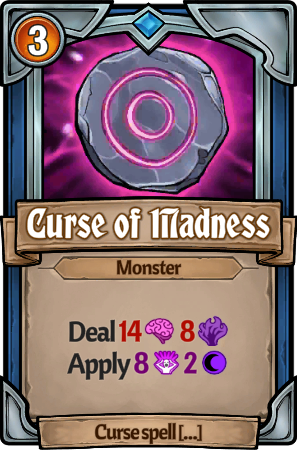 3
Curse of Madness
Monster
Deal 14 8
Apply 8 2
Curse spell [...]